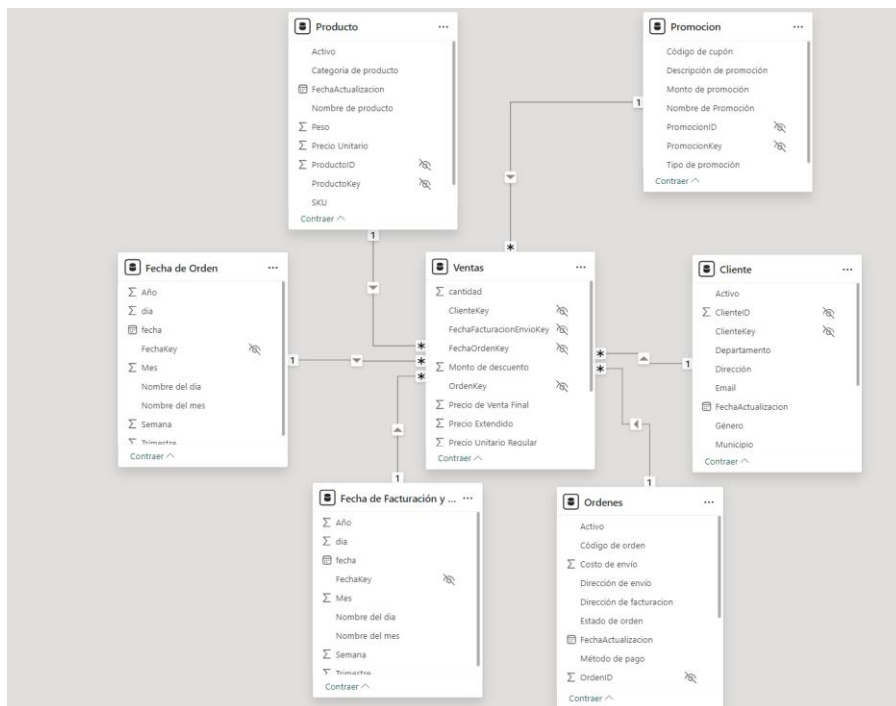 Producto
Activo
Categoria de producto
FechaActualizacion
Nombre de producto
Peso
Precio Unitario
ProductoID
ProductoKey
SKU
Contraer
Promocion
Código de cupón
Descripción de promoción
Monto de promoción
Nombre de Promoción
PromocionID
PromocionKey
Tipo de promoción
Contraer
1
1
*
Fecha de Orden
Año
dia
fecha
FechaKey
Mes
Nombre del dia
Nombre del mes
Semana
Trimestre
Contraer
1
Ventas
cantidad
ClienteKey
FechaFacturacionEnvioKey
FechaOrdenKey
Monto de descuento
OrdenKey
Precio de Venta Final
Precio Extendido
Precio Unitario Regular
Contraer
*
*
*
*
*
Cliente
Activo
ClienteID
ClienteKey
Departamento
Dirección
Email
FechaActualizacion
Género
Municipio
Contraer
1
1
1
Fecha de Facturación y ...
Año
dia
fecha
FechaKey
Mes
Nombre del dia
Nombre del mes
Semana
Trimestre
Contraer
Ordenes
Activo
Código de orden
Costo de envío
Dirección de envío
Dirección de facturacion
Estado de orden
FechaActualizacion
Método de pago
OrdenID
Contraer